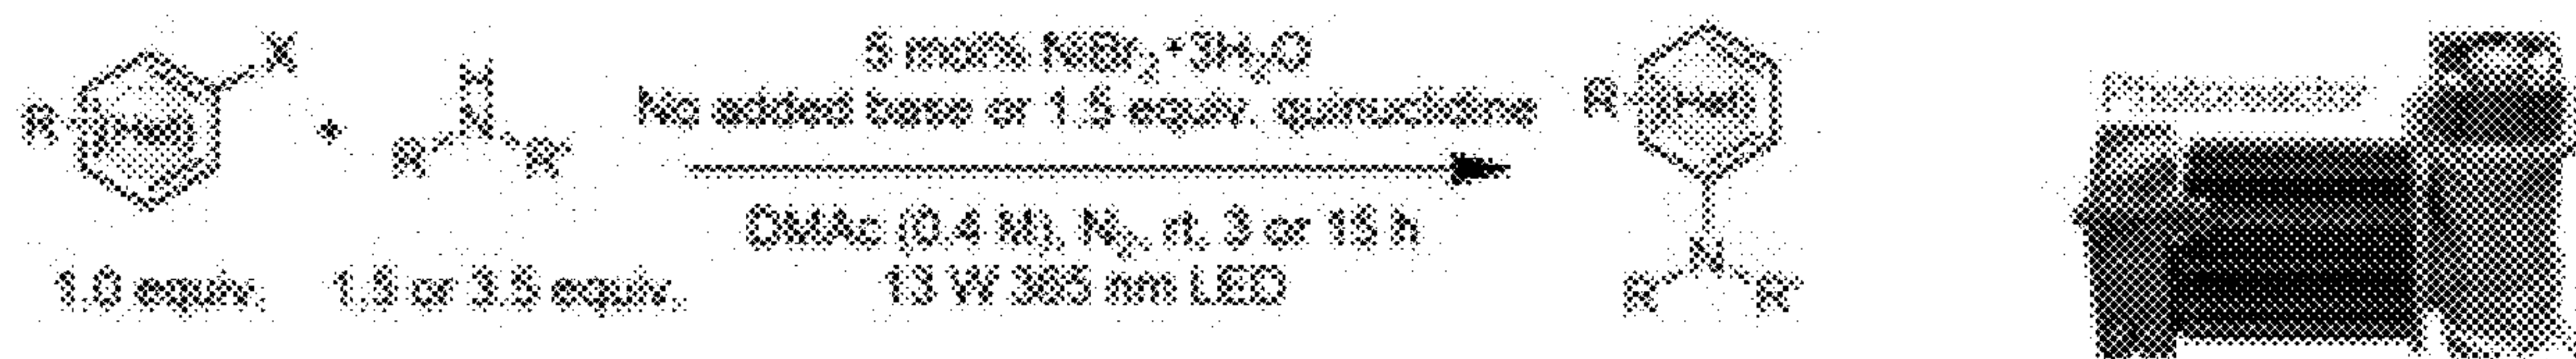 X
R
H
N
R
R'
+
1.0 equiv.
1.5 or 3.5 equiv.
5 mol% NiBr₂•3H₂O
No added base or 1.5 equiv. quinuclidine
DMAc (0.4 M), N₂, rt, 3 or 15 h
13 W 365 nm LED
R
N
R
R'